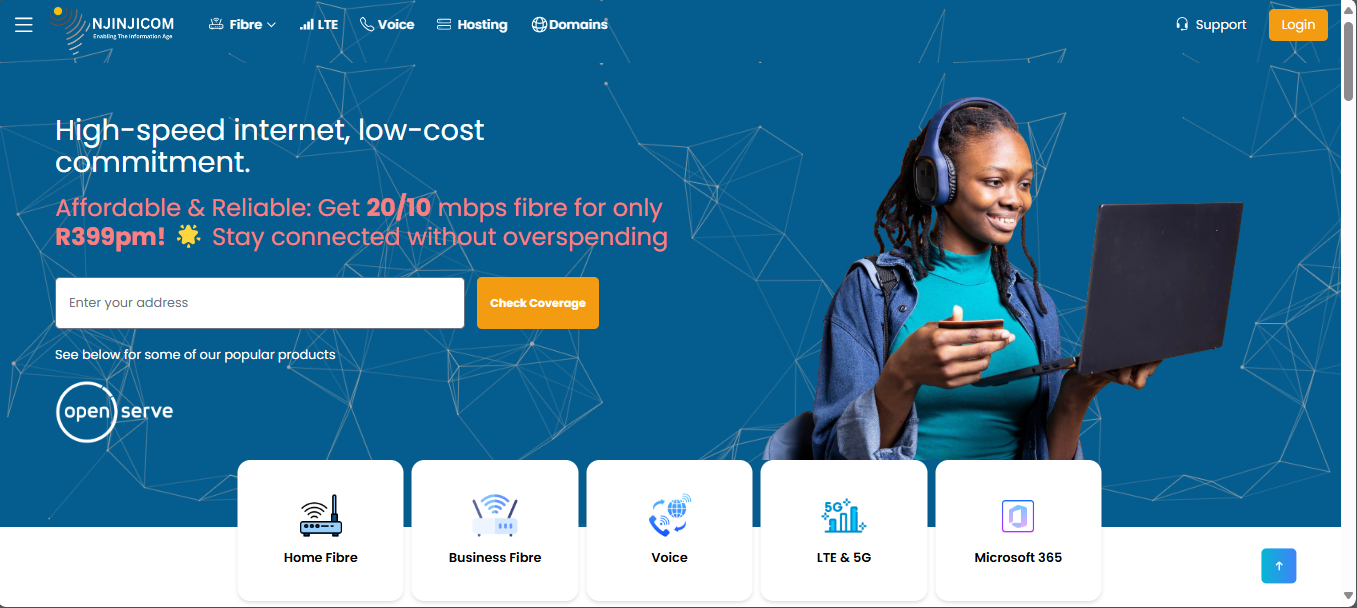 NJINJICOM
Enabling The Information Age
Fibre
LTE
Voice
Hosting
Domains
Support
Login
High-speed internet, low-cost
commitment.
Affordable & Reliable: Get 20/10 mbps fibre for only
R399pm! 🌟 Stay connected without overspending
Enter your address
Check Coverage
See below for some of our popular products
open serve
Home Fibre
Business Fibre
Voice
5G
LTE & 5G
Microsoft 365